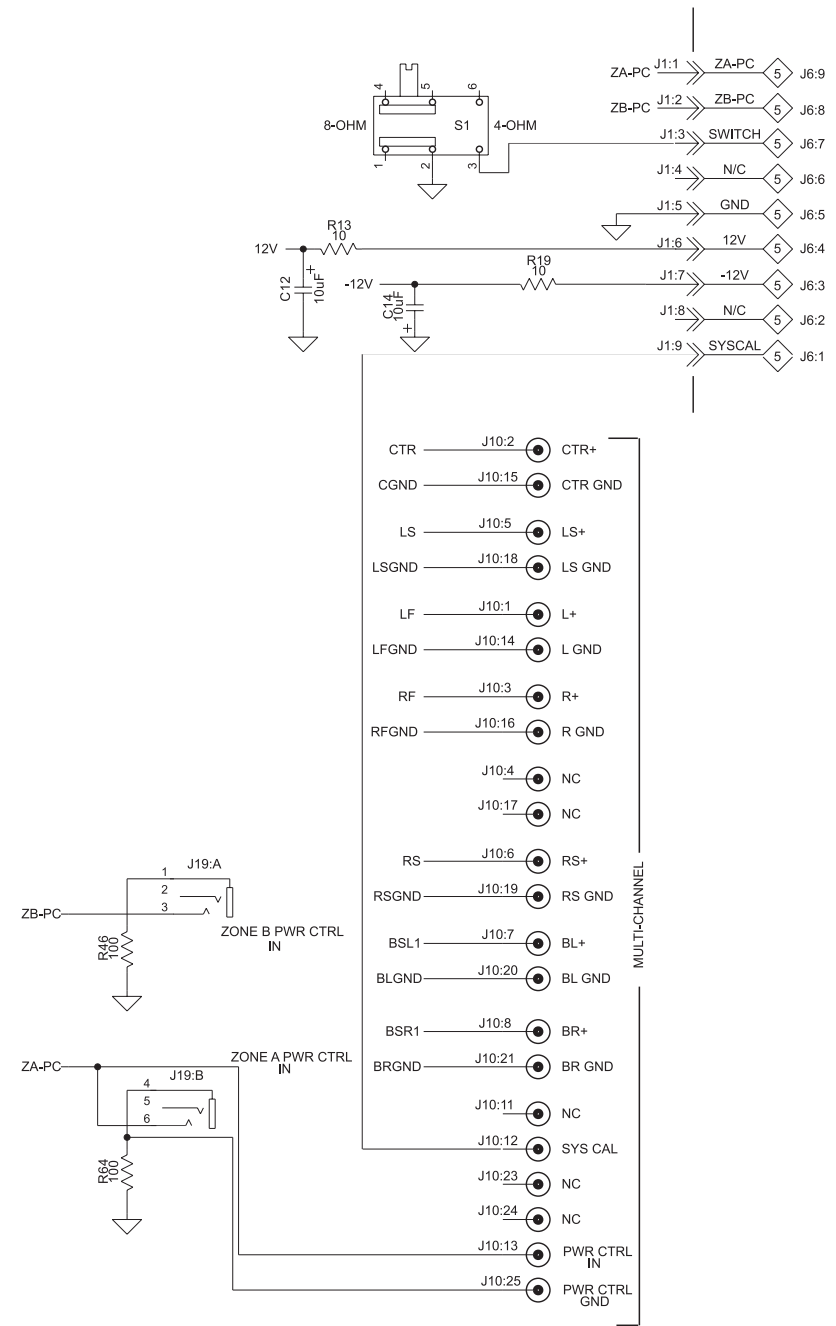 4 5 6
8-OHM S1 4-OHM
1 2 3
ZA-PC J1:1 ZA-PC 5 J6:9
ZB-PC J1:2 ZB-PC 5 J6:8
J1:3 SWITCH 5 J6:7
J1:4 N/C 5 J6:6
J1:5 GND 5 J6:5
R13
10
12V J1:6 12V 5 J6:4
C12
10uF
+
R19
10
-12V J1:7 -12V 5 J6:3
C14
10uF
+
J1:8 N/C 5 J6:2
J1:9 SYSCAL 5 J6:1
CTR J10:2 CTR+
CGND J10:15 CTR GND
LS J10:5 LS+
LSGND J10:18 LS GND
LF J10:1 L+
LFGND J10:14 L GND
RF J10:3 R+
RFGND J10:16 R GND
J10:4 NC
J10:17 NC
RS J10:6 RS+
RSGND J10:19 RS GND
BSL1 J10:7 BL+
BLGND J10:20 BL GND
BSR1 J10:8 BR+
BRGND J10:21 BR GND
J10:11 NC
J10:12 SYS CAL
J10:23 NC
J10:24 NC
J10:13 PWR CTRL
IN
J10:25 PWR CTRL
GND
MULTI-CHANNEL
J19:A
1
2
3
ZB-PC
ZONE B PWR CTRL
IN
R46
100
ZA-PC
ZONE A PWR CTRL
IN
J19:B
4
5
6
R64
100